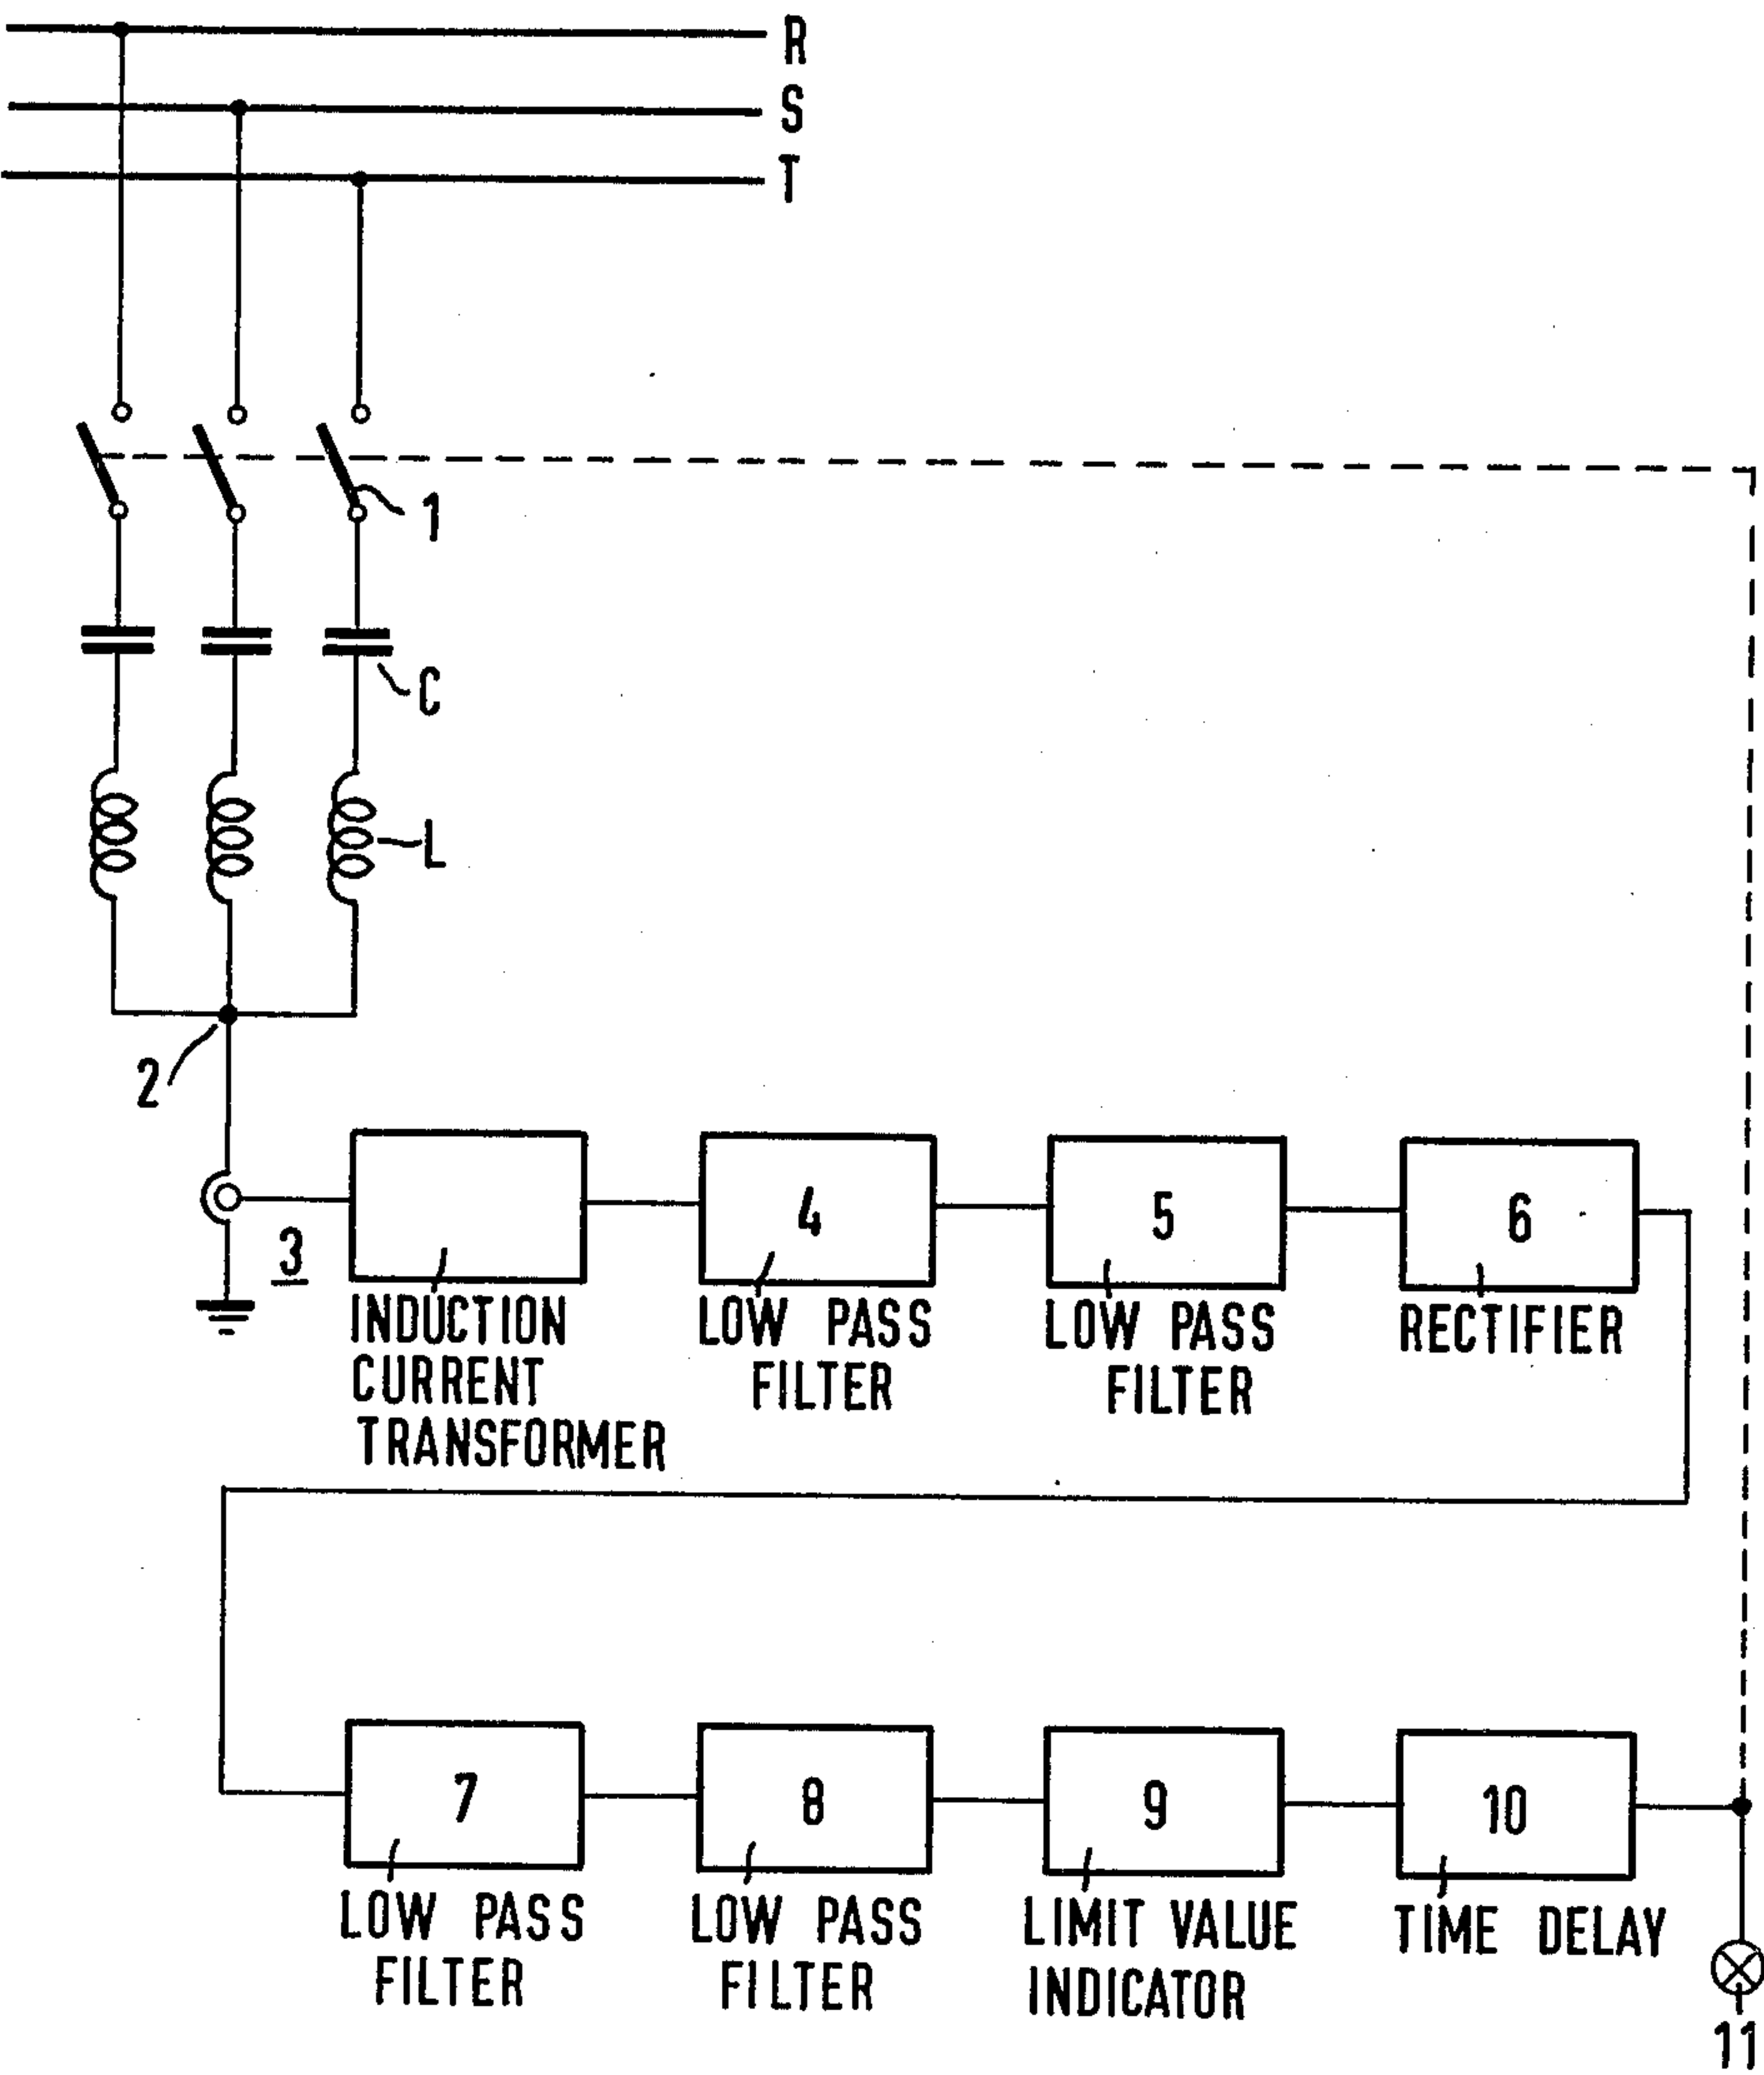 R
S
T
1
C
L
2
3
4
5
6
INDUCTION
CURRENT
TRANSFORMER
LOW PASS
FILTER
LOW PASS
FILTER
RECTIFIER
7
8
9
10
LOW PASS
FILTER
LOW PASS
FILTER
LIMIT VALUE
INDICATOR
TIME DELAY
11